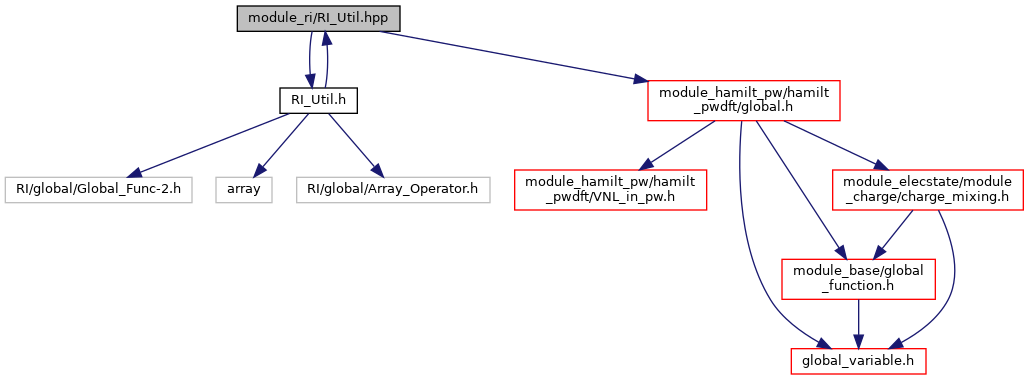 module_ri/RI_Util.hpp
RI_Util.h
module_hamilt_pw/hamilt
_pwdft/global.h
RI/global/Global_Func-2.h
array
RI/global/Array_Operator.h
module_hamilt_pw/hamilt
_pwdft/VNL_in_pw.h
module_elecstate/module
_charge/charge_mixing.h
module_base/global
_function.h
global_variable.h